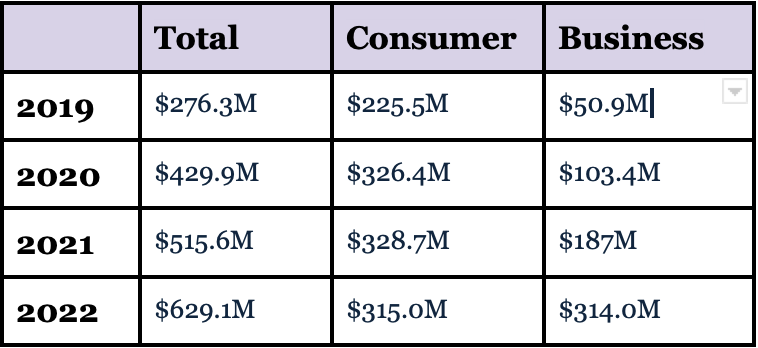 Total Consumer Business
2019 $276.3M $225.5M $50.9M
2020 $429.9M $326.4M $103.4M
2021 $515.6M $328.7M $187M
2022 $629.1M $315.0M $314.0M